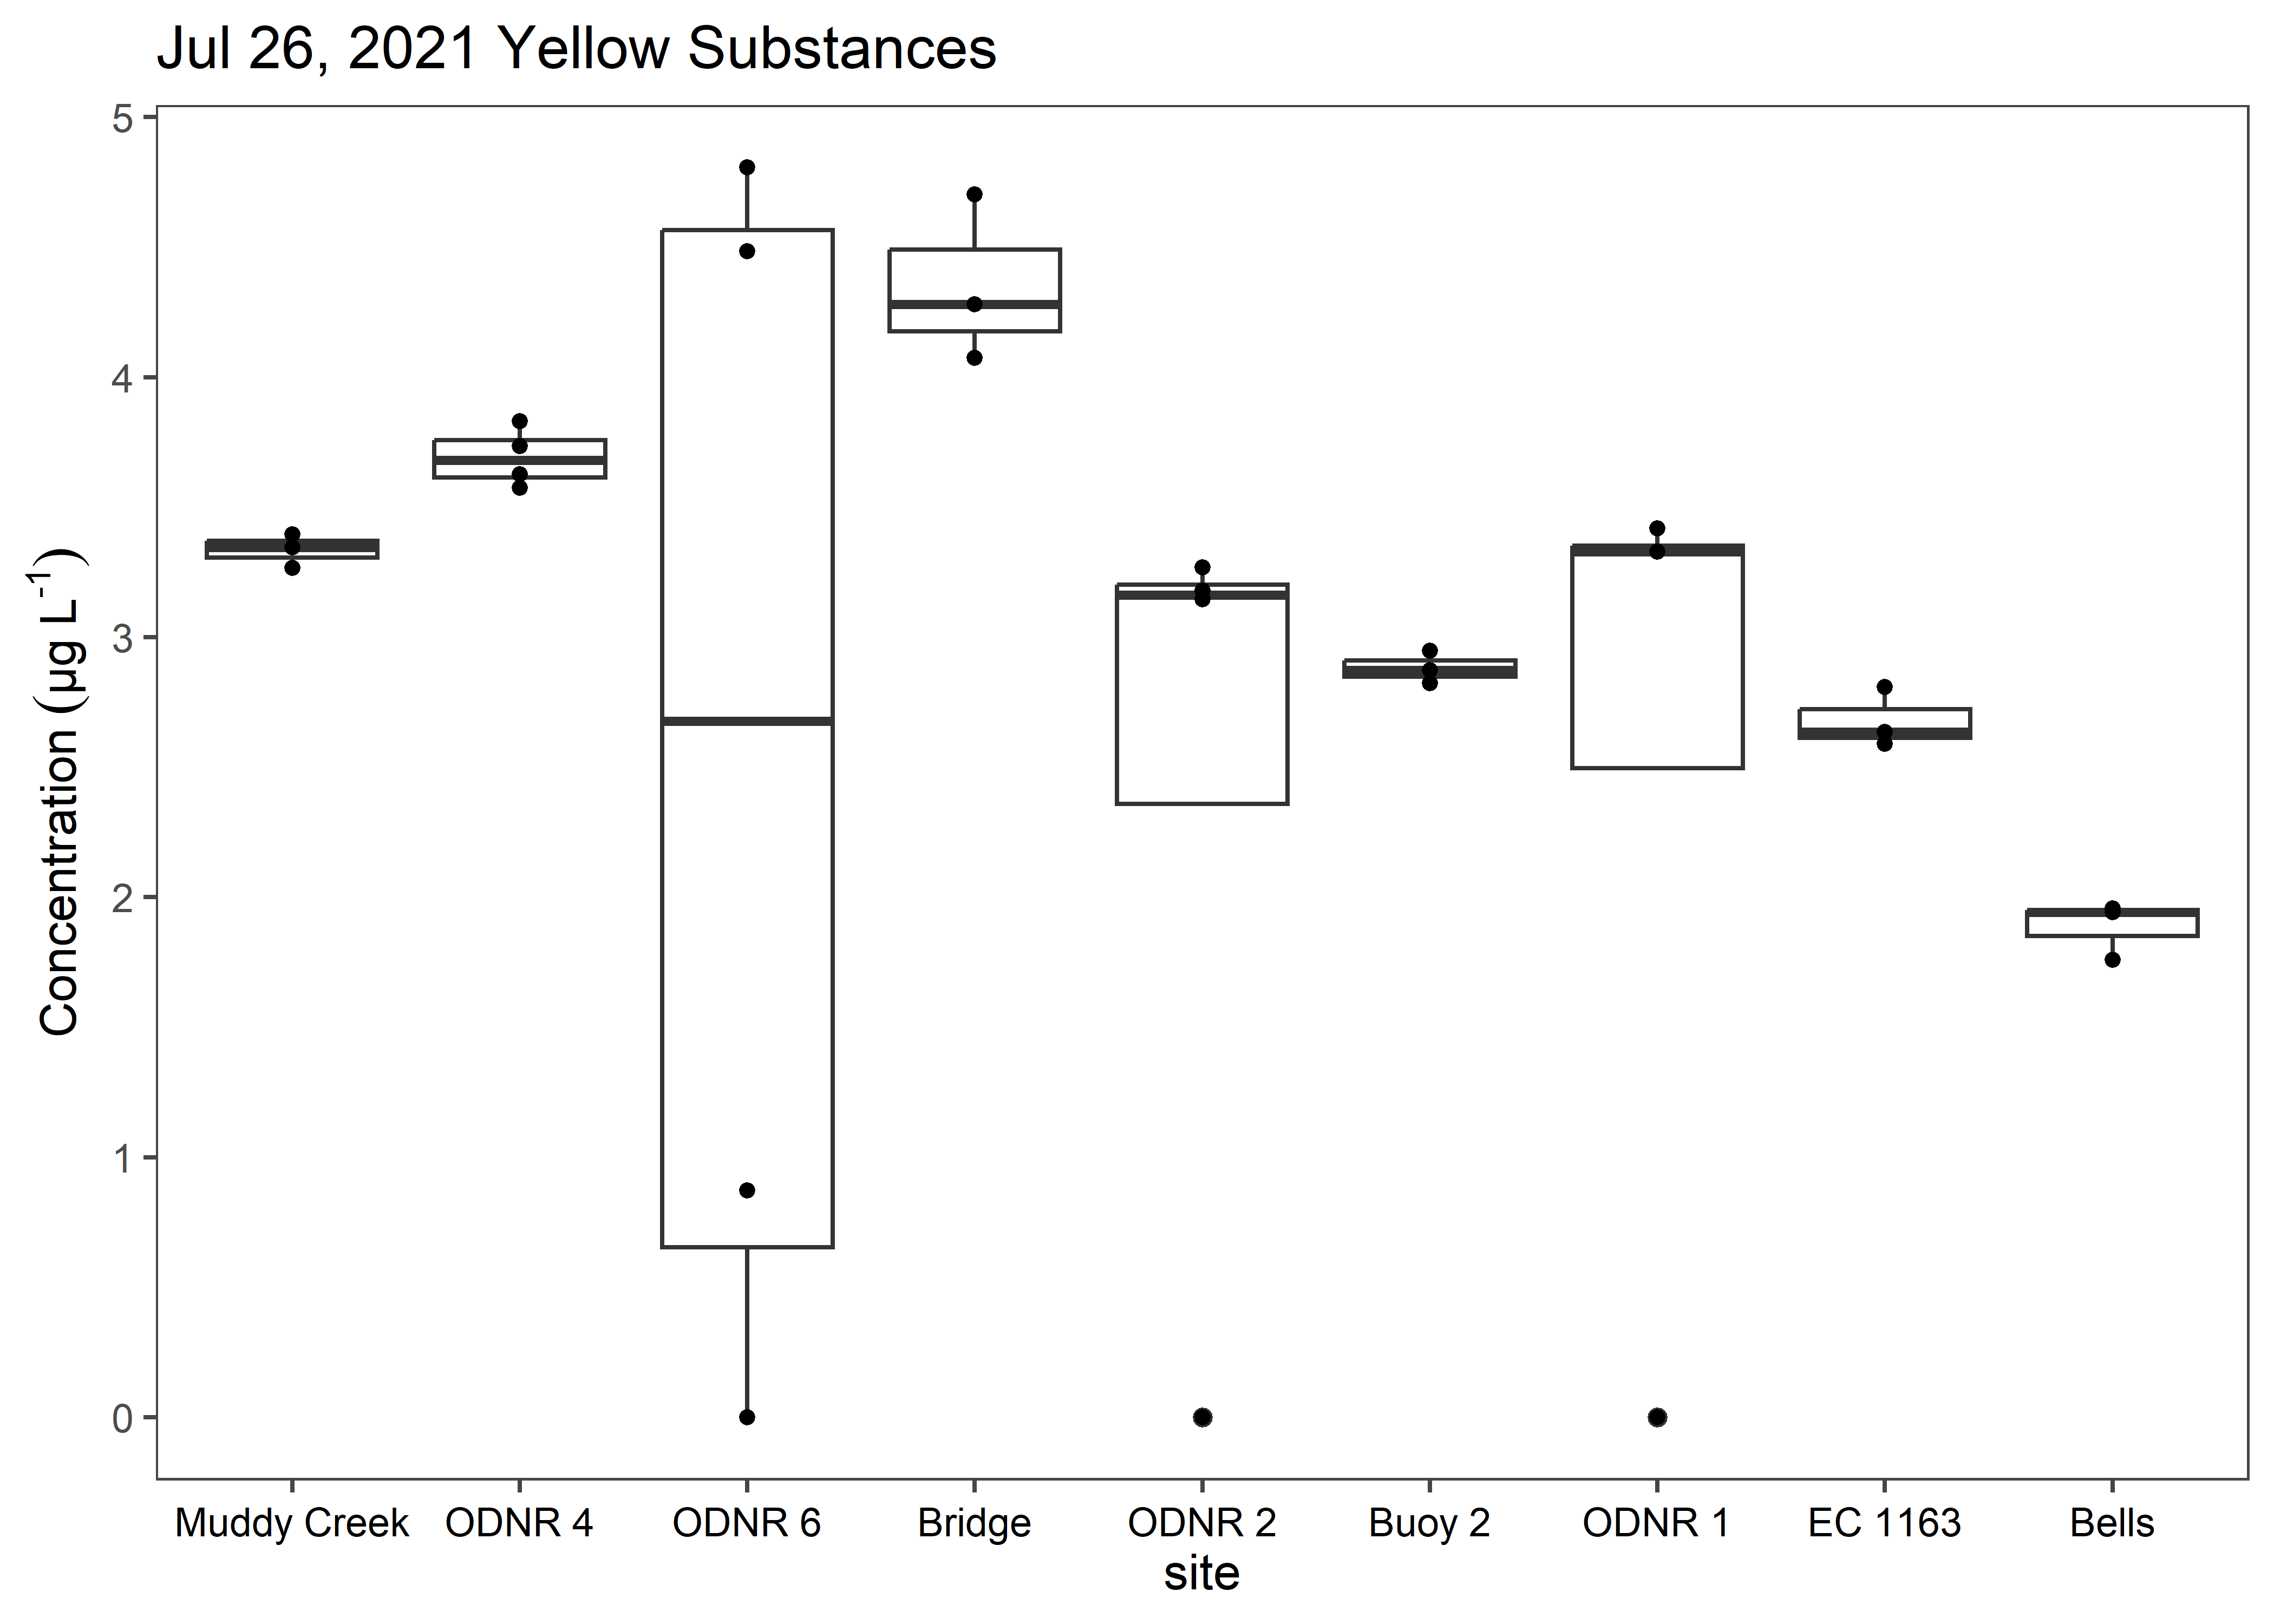 Jul 26, 2021 Yellow Substances
Concentration (µg L⁻¹)
5
4
3
2
1
0
Muddy Creek ODNR 4 ODNR 6 Bridge ODNR 2 Buoy 2 ODNR 1 EC 1163 Bells
site